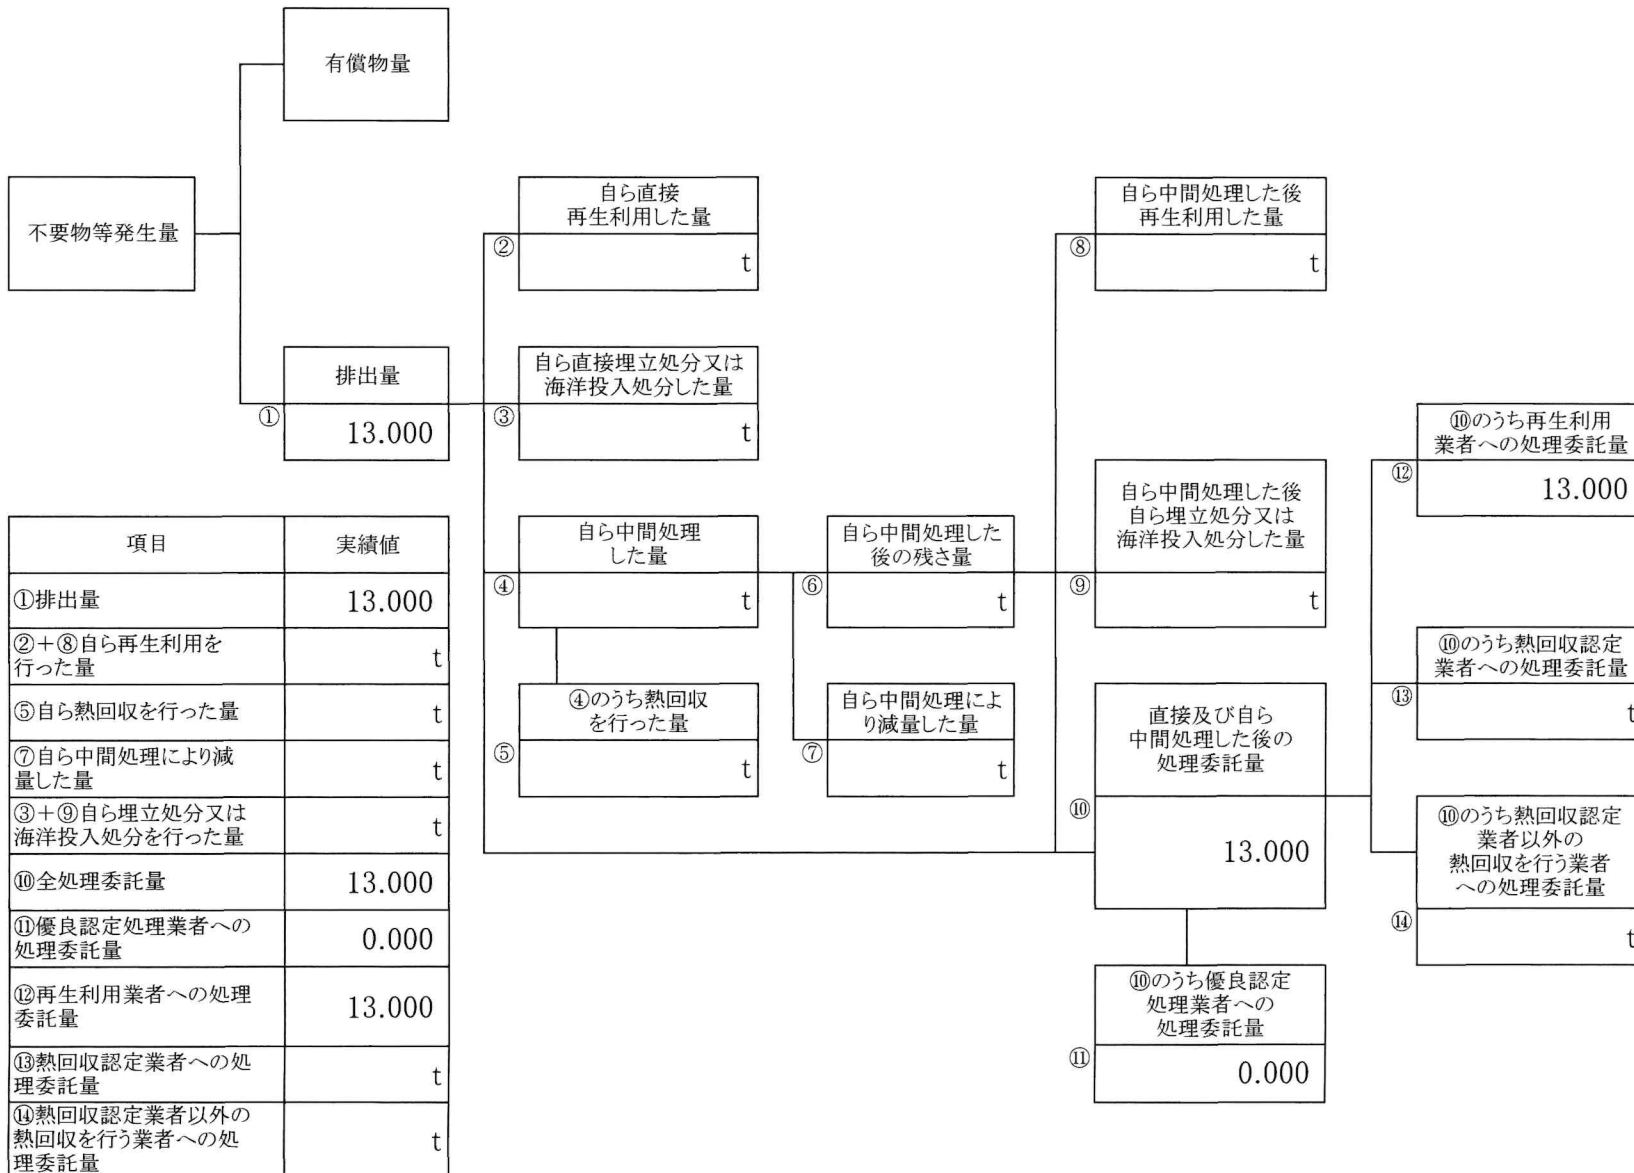 有償物量
不要物等発生量
排出量
①
13.000
自ら直接
再生利用した量
②
t
自ら直接埋立処分又は
海洋投入処分した量
③
t
自ら中間処理
した量
④
t
④のうち熱回収
を行った量
⑤
t
自ら中間処理した
後の残さ量
⑥
t
自ら中間処理によ
り減量した量
⑦
t
自ら中間処理した後
再生利用した量
⑧
t
自ら中間処理した後
自ら埋立処分又は
海洋投入処分した量
⑨
t
直接及び自ら
中間処理した後の
処理委託量
⑩
13.000
⑩のうち優良認定
処理業者への
処理委託量
⑪
0.000
⑩のうち再生利用
業者への処理委託量
⑫
13.000
⑩のうち熱回収認定
業者への処理委託量
⑬
t
⑩のうち熱回収認定
業者以外の
熱回収を行う業者
への処理委託量
⑭
t
項目 実績値
①排出量 13.000
②+⑧自ら再生利用を
行った量 t
⑤自ら熱回収を行った量 t
⑦自ら中間処理により減
量した量 t
③+⑨自ら埋立処分又は
海洋投入処分を行った量 t
⑩全処理委託量 13.000
⑪優良認定処理業者への
処理委託量 0.000
⑫再生利用業者への処理
委託量 13.000
⑬熱回収認定業者への処
理委託量 t
⑭熱回収認定業者以外の
熱回収を行う業者への処
理委託量 t